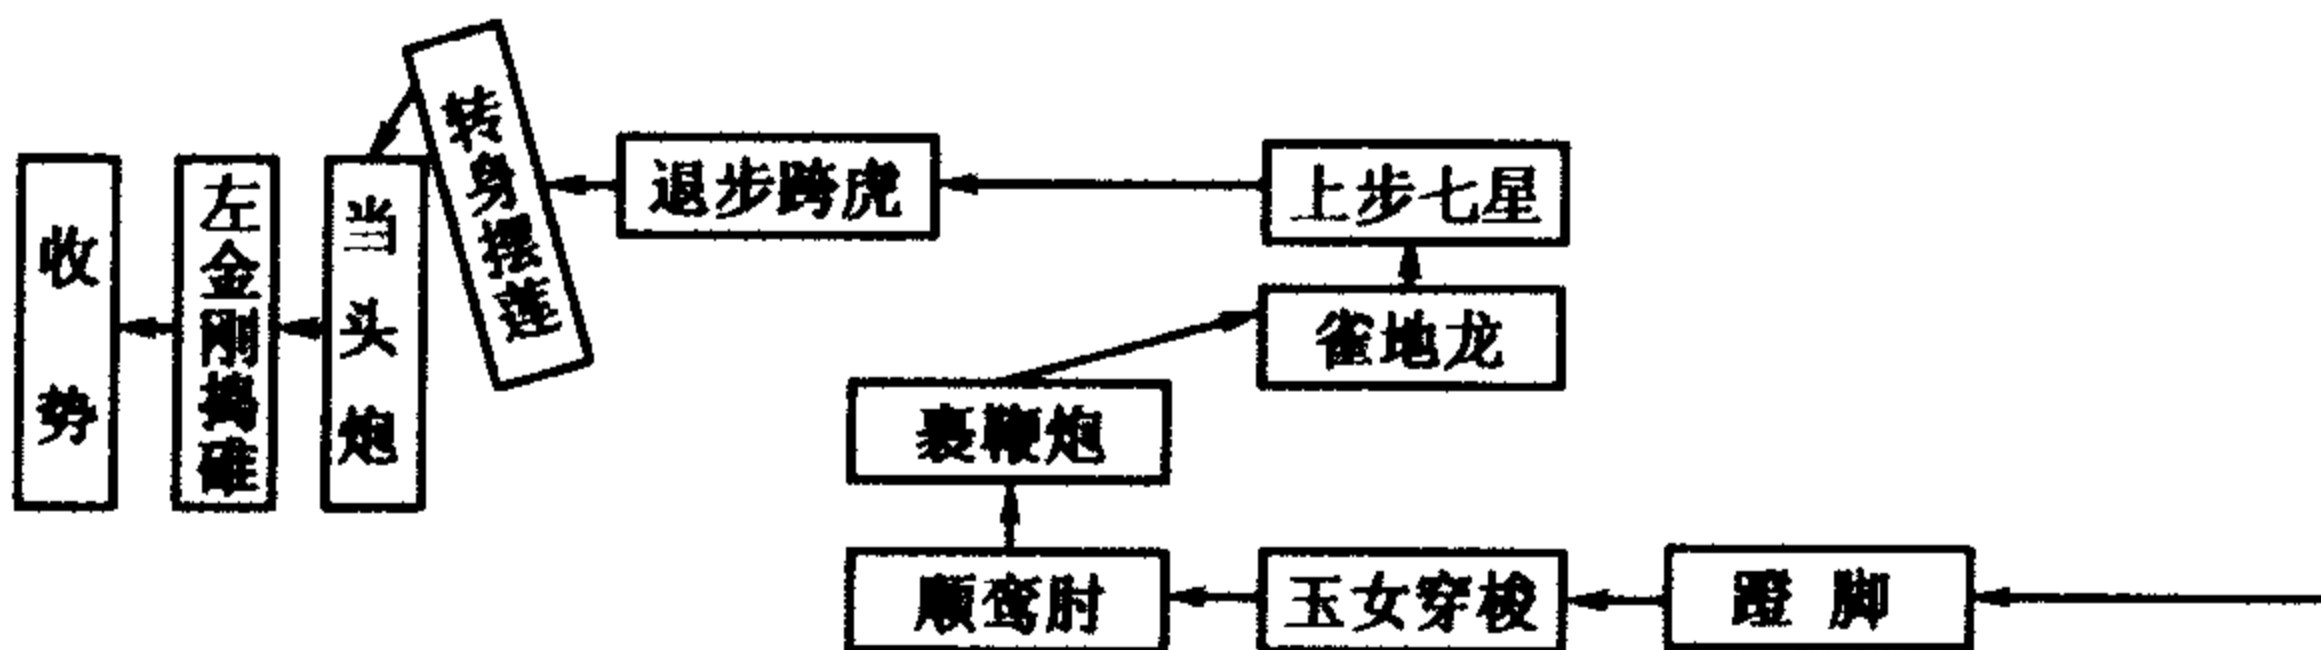 转身摆莲
退步跨虎
上步七星
收势
左金刚捣碓
当头炮
雀地龙
裹鞭炮
顺鸾肘
玉女穿梭
蹬脚